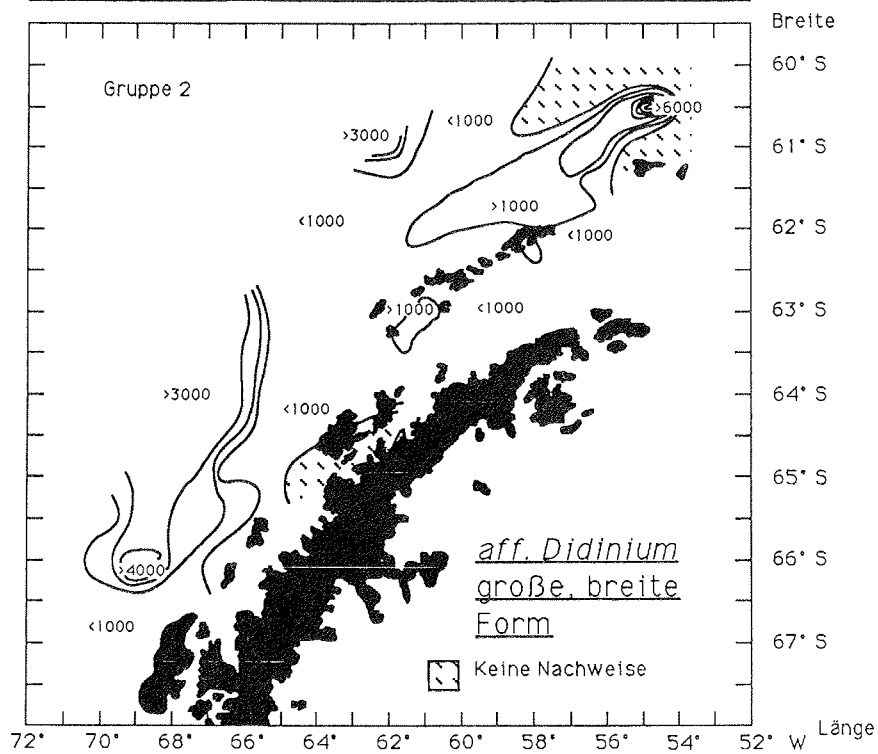 Breite
60° S
Gruppe 2
<1000
>6000
>3000
61° S
>1000
<1000
62° S
<1000
>1000
<1000
63° S
>3000
<1000
64° S
65° S
aff. Didinium
große, breite
Form
66° S
>4000
<1000
67° S
Keine Nachweise
72° 70° 68° 66° 64° 62° 60° 58° 56° 54° 52° W Länge